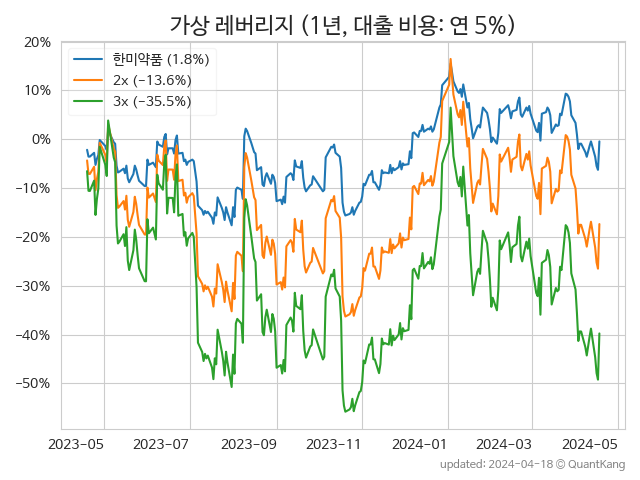 가상 레버리지 (1년, 대출 비용: 연 5%)
한미약품 (1.8%)
2x (−13.6%)
3x (−35.5%)
20%
10%
0%
−10%
−20%
−30%
−40%
−50%
2023-05 2023-07 2023-09 2023-11 2024-01 2024-03 2024-05
updated: 2024-04-18 ⓒ QuantKang